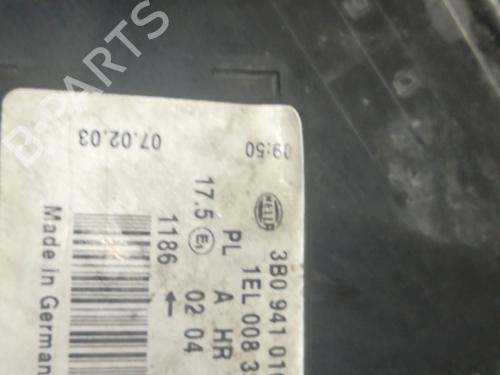 B-PARTS
07.02.03 09:50
HELLA
3B0 941 01
1EL 008 3
17.5 E1 PL A HR
1186 ← 02 04
Made in German